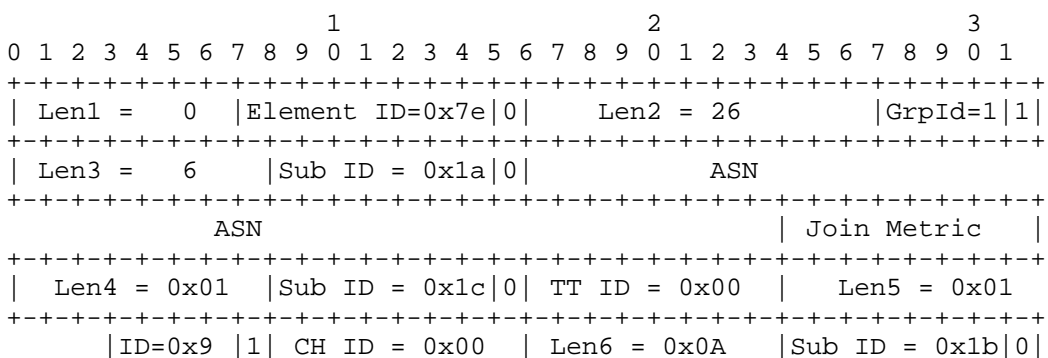 1                   2                   3
 0 1 2 3 4 5 6 7 8 9 0 1 2 3 4 5 6 7 8 9 0 1 2 3 4 5 6 7 8 9 0 1
+-+-+-+-+-+-+-+-+-+-+-+-+-+-+-+-+-+-+-+-+-+-+-+-+-+-+-+-+-+-+-+-+
| Len1 =   0  |Element ID=0x7e|0|    Len2 = 26        |GrpId=1|1|
+-+-+-+-+-+-+-+-+-+-+-+-+-+-+-+-+-+-+-+-+-+-+-+-+-+-+-+-+-+-+-+-+
| Len3 =   6    |Sub ID = 0x1a|0|           ASN
+-+-+-+-+-+-+-+-+-+-+-+-+-+-+-+-+-+-+-+-+-+-+-+-+-+-+-+-+-+-+-+-+
             ASN                                | Join Metric   |
+-+-+-+-+-+-+-+-+-+-+-+-+-+-+-+-+-+-+-+-+-+-+-+-+-+-+-+-+-+-+-+-+
|  Len4 = 0x01  |Sub ID = 0x1c|0| TT ID = 0x00  |   Len5 = 0x01
+-+-+-+-+-+-+-+-+-+-+-+-+-+-+-+-+-+-+-+-+-+-+-+-+-+-+-+-+-+-+-+-+
      |ID=0x9 |1| CH ID = 0x00  | Len6 = 0x0A   |Sub ID = 0x1b|0|